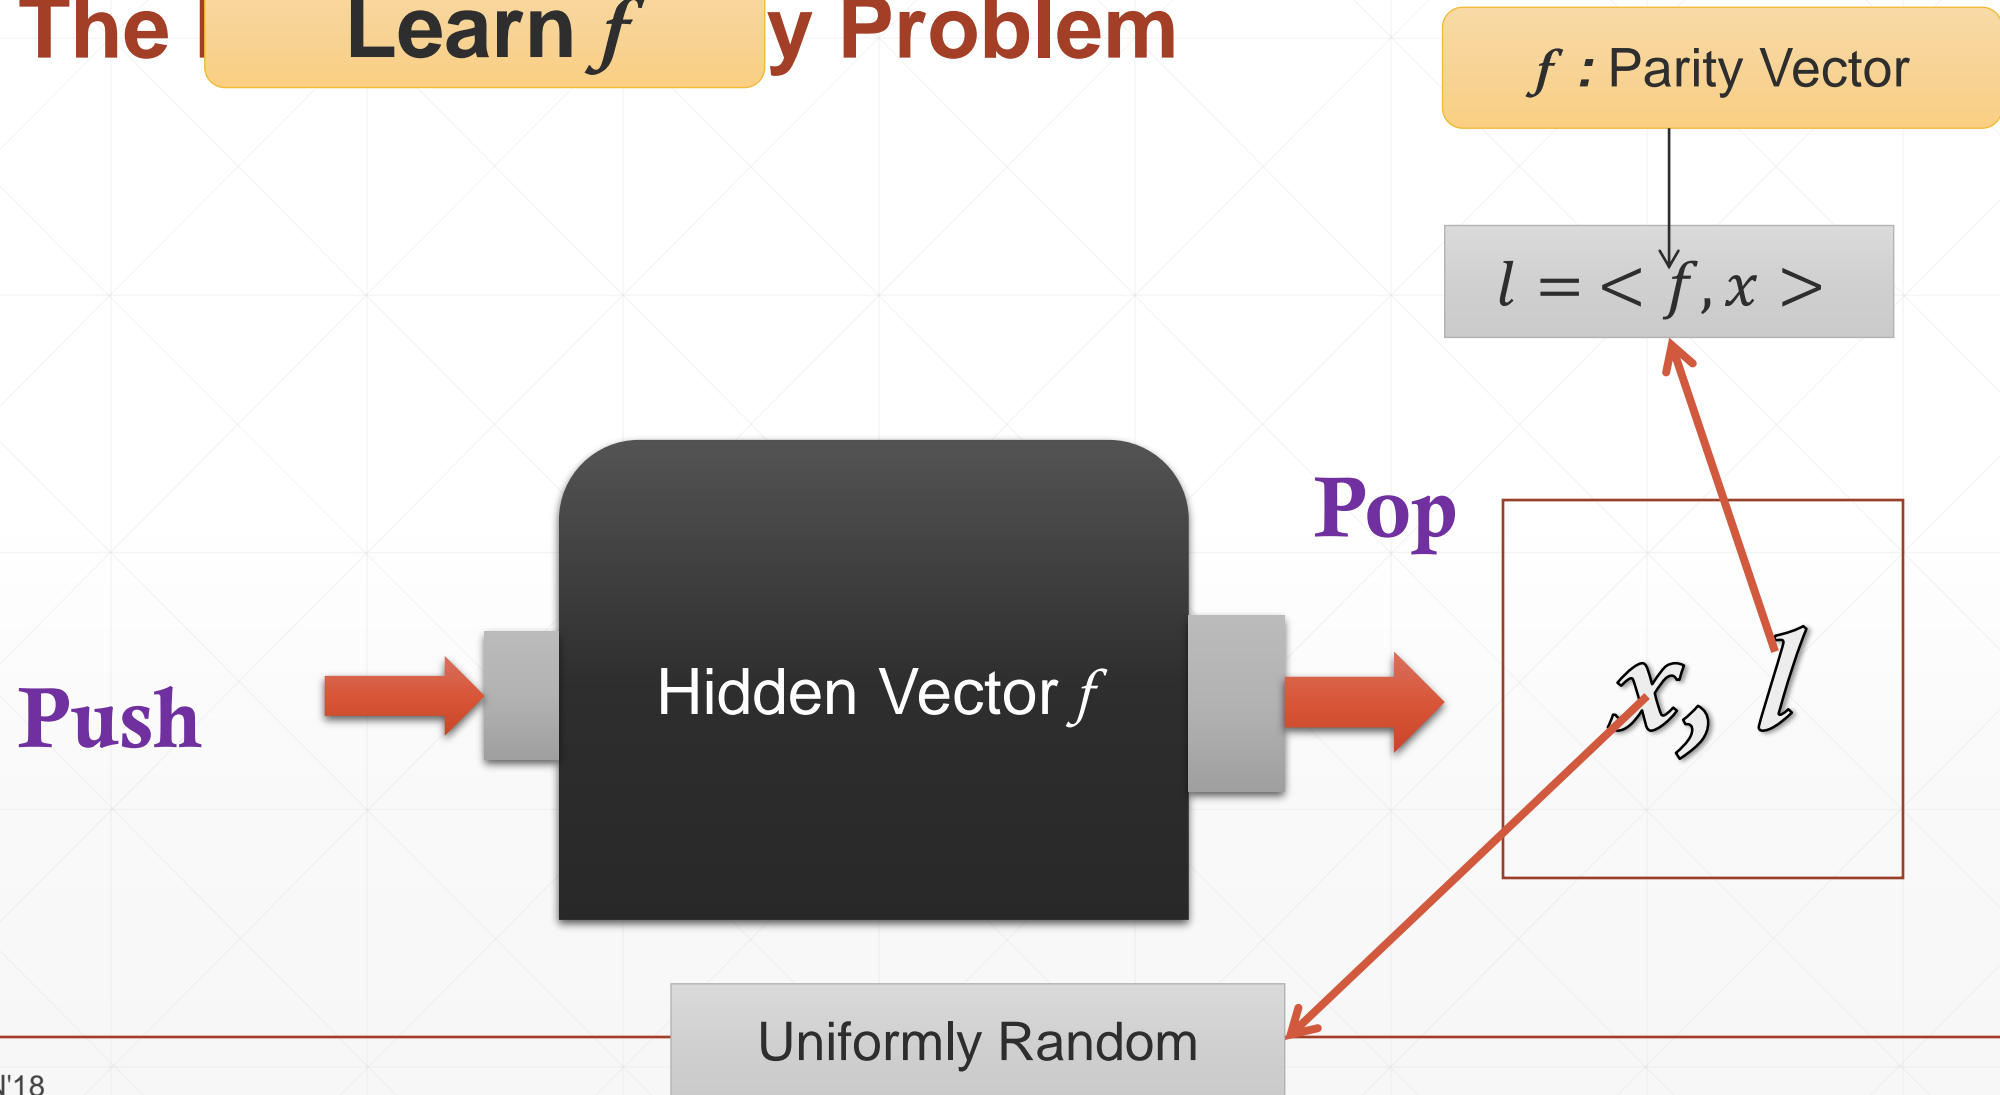 The
Learn f
y Problem
f : Parity Vector
l = < f, x >
Pop
Push
Hidden Vector f
x, l
Uniformly Random
'18